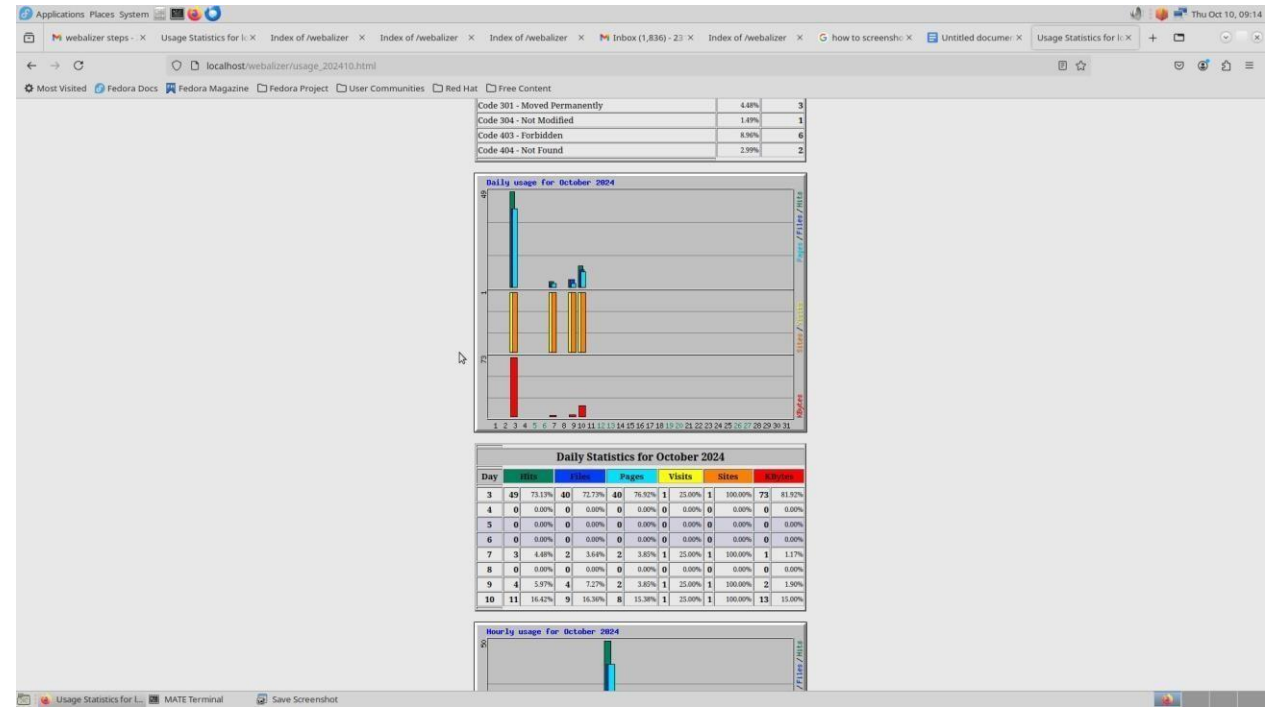 Applications Places System
Thu Oct 10, 09:14
webalizer steps -
Usage Statistics for lo
Index of /webalizer
Index of /webalizer
Index of /webalizer
Inbox (1,836) - 23
Index of /webalizer
how to screensho
Untitled documen
Usage Statistics for lo
localhost/webalizer/usage_202410.html
Most Visited Fedora Docs Fedora Magazine Fedora Project User Communities Red Hat Free Content
Code 301 - Moved Permanently 4.48% 3
Code 304 - Not Modified 1.49% 1
Code 403 - Forbidden 8.96% 6
Code 404 - Not Found 2.99% 2
Daily usage for October 2024
49
Pages/Files/Hits
1
Sites/Visits
73
KBytes
1 2 3 4 5 6 7 8 9 10 11 12 13 14 15 16 17 18 19 20 21 22 23 24 25 26 27 28 29 30 31
Daily Statistics for October 2024
Day Hits Files Pages Visits Sites KBytes
3 49 73.13% 40 72.73% 40 76.92% 1 25.00% 1 100.00% 73 81.92%
4 0 0.00% 0 0.00% 0 0.00% 0 0.00% 0 0.00% 0 0.00%
5 0 0.00% 0 0.00% 0 0.00% 0 0.00% 0 0.00% 0 0.00%
6 0 0.00% 0 0.00% 0 0.00% 0 0.00% 0 0.00% 0 0.00%
7 3 4.48% 2 3.64% 2 3.85% 1 25.00% 1 100.00% 1 1.17%
8 0 0.00% 0 0.00% 0 0.00% 0 0.00% 0 0.00% 0 0.00%
9 4 5.97% 4 7.27% 2 3.85% 1 25.00% 1 100.00% 2 1.90%
10 11 16.42% 9 16.36% 8 15.38% 1 25.00% 1 100.00% 13 15.00%
Hourly usage for October 2024
50
/Files/Hits
Usage Statistics for l...
MATE Terminal
Save Screenshot